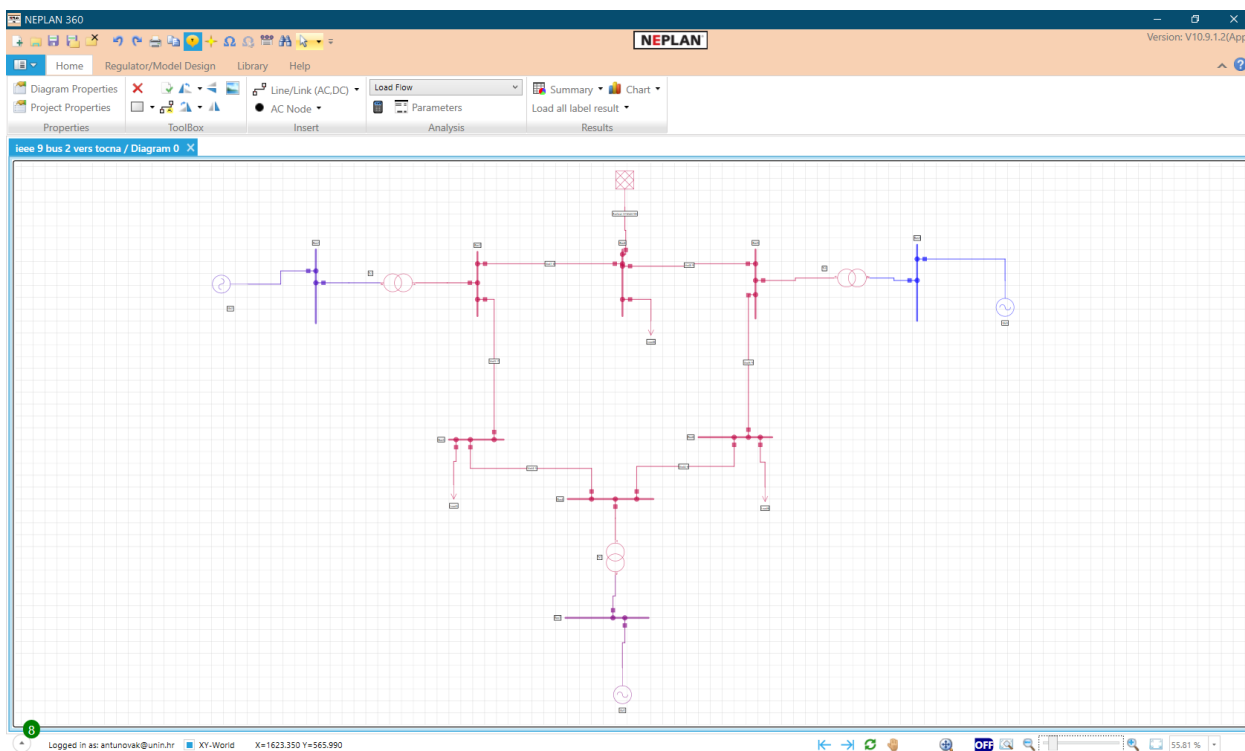 NEPLAN 360
NEPLAN
Version: V10.9.1.2(App
Home Regulator/Model Design Library Help
Diagram Properties
Project Properties
Properties
ToolBox
Line/Link (AC,DC)
AC Node
Insert
Load Flow
Parameters
Analysis
Summary Chart
Load all label result
Results
ieee 9 bus 2 vers tocna / Diagram 0
8
Logged in as: antunovak@unin.hr XY-World X=1623.350 Y=565.990 OFF 55.81 %